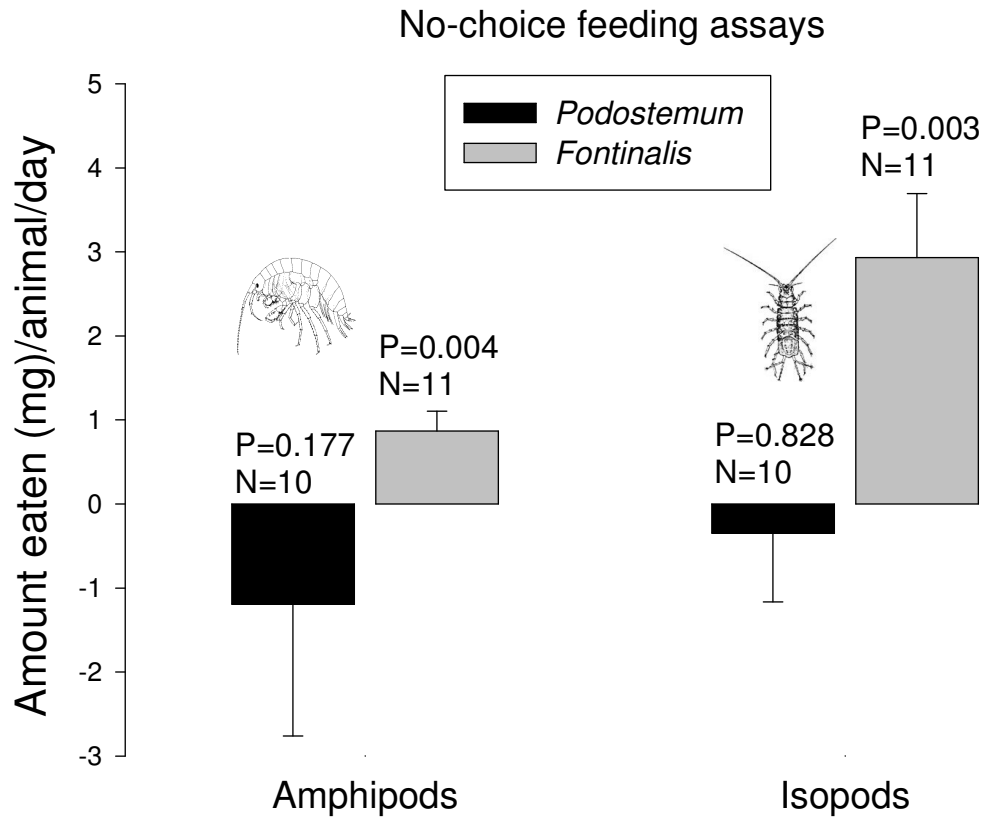 No-choice feeding assays
Podostemum
Fontinalis
Amount eaten (mg)/animal/day
5
4
3
2
1
0
-1
-2
-3
P=0.177
N=10
P=0.004
N=11
P=0.828
N=10
P=0.003
N=11
Amphipods
Isopods